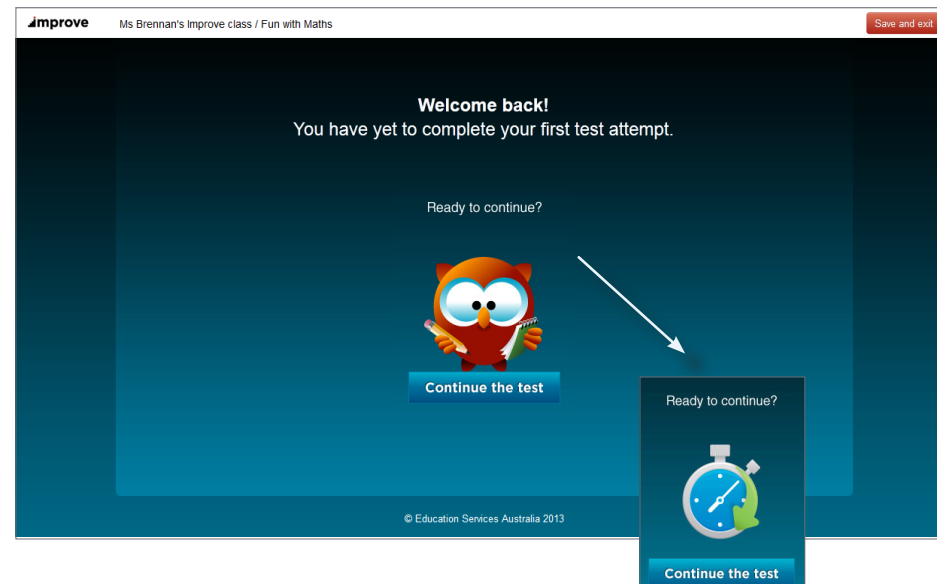 improve
Ms Brennan's Improve class / Fun with Maths
Save and exit
Welcome back!
You have yet to complete your first test attempt.
Ready to continue?
Continue the test
Ready to continue?
Continue the test
© Education Services Australia 2013